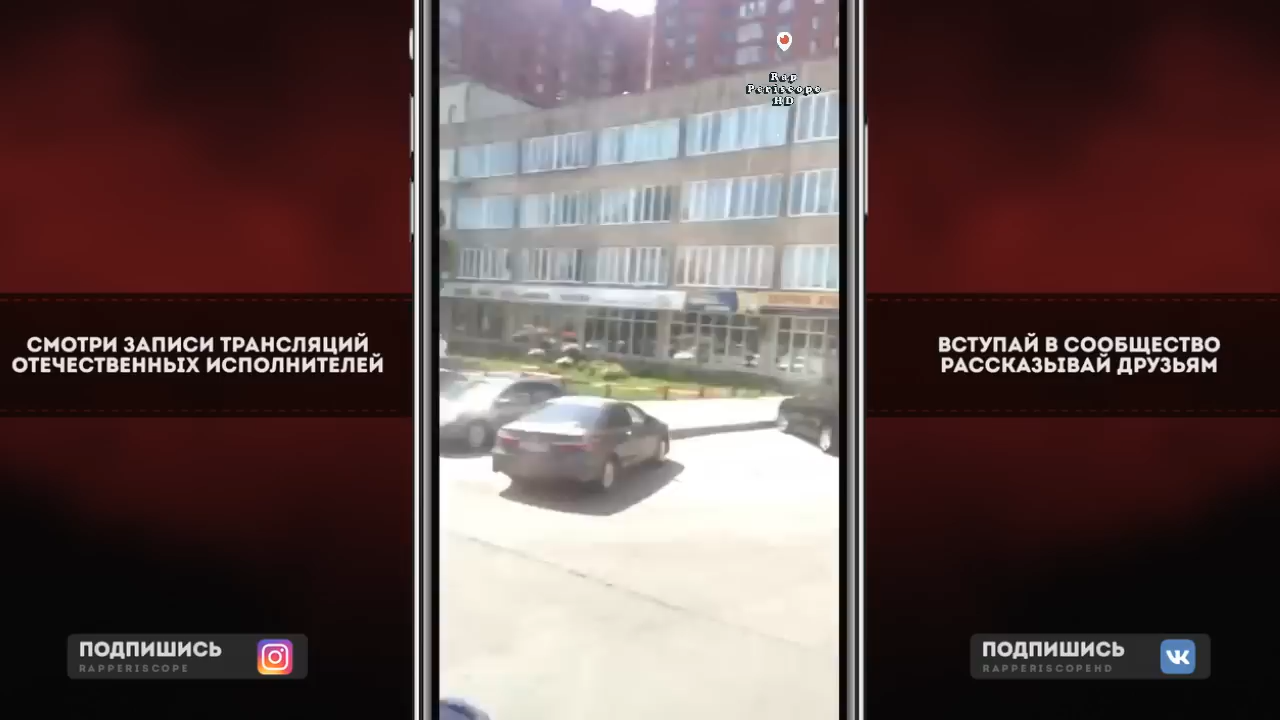 Rap
Periscope
HD
СМОТРИ ЗАПИСИ ТРАНСЛЯЦИЙ
ОТЕЧЕСТВЕННЫХ ИСПОЛНИТЕЛЕЙ
ВСТУПАЙ В СООБЩЕСТВО
РАССКАЗЫВАЙ ДРУЗЬЯМ
ПОДПИШИСЬ
RAPPERISCOPE
ПОДПИШИСЬ
RAPPERISCOPEHD